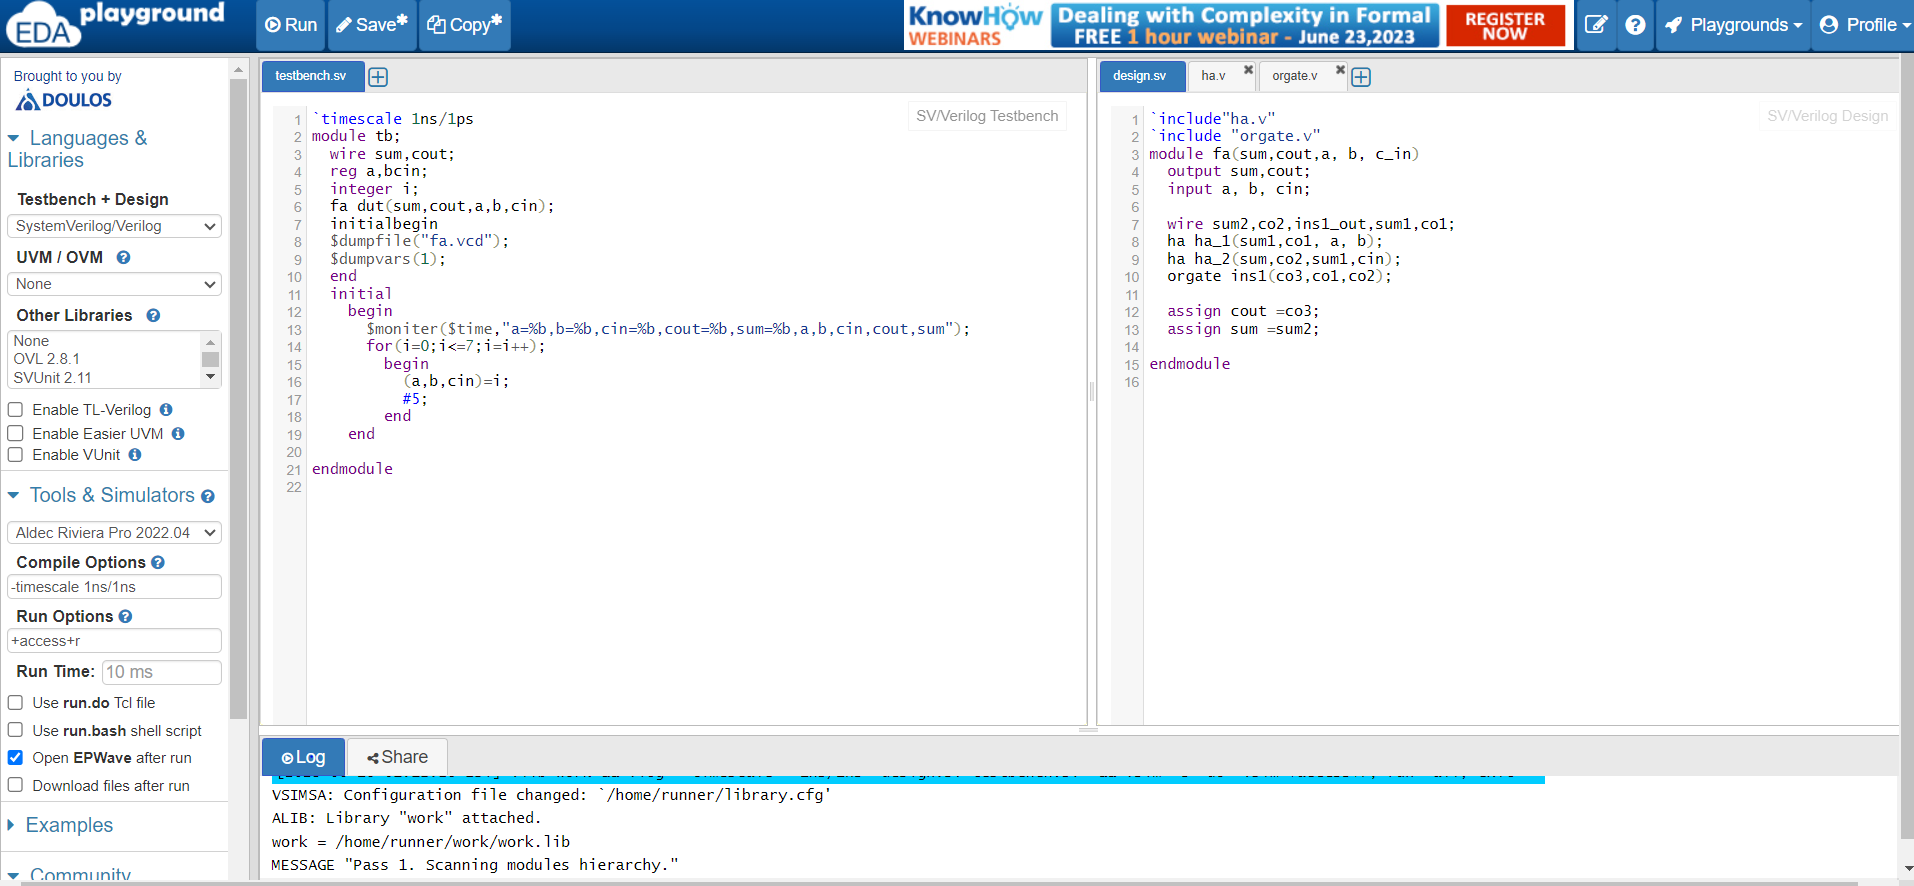 EDA playground
Run
Save*
Copy*
KnowHow WEBINARS
Dealing with Complexity in Formal
FREE 1 hour webinar - June 23,2023
REGISTER NOW
Playgrounds
Profile
Brought to you by
DOULOS
Languages &
Libraries
Testbench + Design
SystemVerilog/Verilog
UVM / OVM
None
Other Libraries
None
OVL 2.8.1
SVUnit 2.11
Enable TL-Verilog
Enable Easier UVM
Enable VUnit
Tools & Simulators
Aldec Riviera Pro 2022.04
Compile Options
-timescale 1ns/1ns
Run Options
+access+r
Run Time: 10 ms
Use run.do Tcl file
Use run.bash shell script
Open EPWave after run
Download files after run
Examples
Community
testbench.sv
SV/Verilog Testbench
1 `timescale 1ns/1ps
2 module tb;
3 wire sum,cout;
4 reg a,bcin;
5 integer i;
6 fa dut(sum,cout,a,b,cin);
7 initialbegin
8 $dumpfile("fa.vcd");
9 $dumpvars(1);
10 end
11 initial
12 begin
13 $moniter($time,"a=%b,b=%b,cin=%b,cout=%b,sum=%b,a,b,cin,cout,sum");
14 for(i=0;i<=7;i=i++);
15 begin
16 (a,b,cin)=i;
17 #5;
18 end
19 end
20
21 endmodule
22
design.sv
ha.v
orgate.v
SV/Verilog Design
1 `include"ha.v"
2 `include "orgate.v"
3 module fa(sum,cout,a, b, c_in)
4 output sum,cout;
5 input a, b, cin;
6
7 wire sum2,co2,ins1_out,sum1,co1;
8 ha ha_1(sum1,co1, a, b);
9 ha ha_2(sum,co2,sum1,cin);
10 orgate ins1(co3,co1,co2);
11
12 assign cout =co3;
13 assign sum =sum2;
14
15 endmodule
16
Log
Share
VSIMSA: Configuration file changed: `/home/runner/library.cfg'
ALIB: Library "work" attached.
work = /home/runner/work/work.lib
MESSAGE "Pass 1. Scanning modules hierarchy."